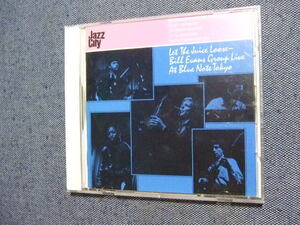 Jazz
City
Let The Juice Loose—
Bill Evans Group Live
At Blue Note Tokyo